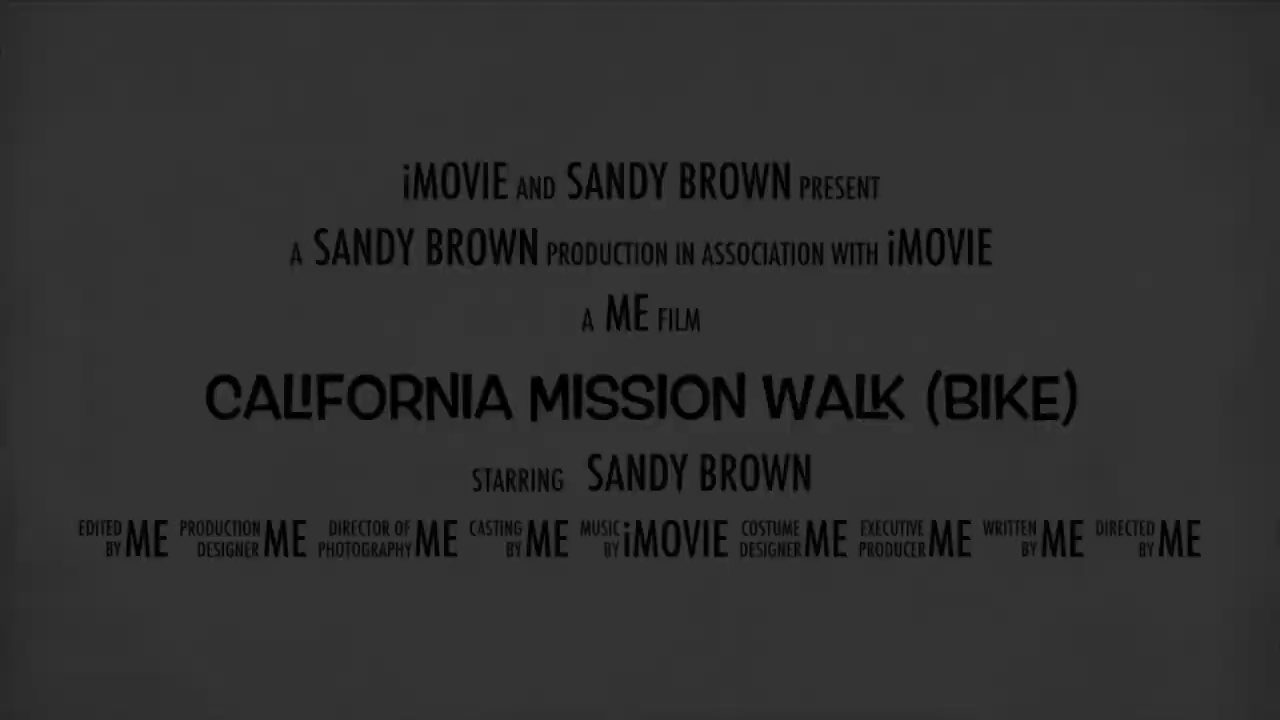 iMOVIE AND SANDY BROWN PRESENT
A SANDY BROWN PRODUCTION IN ASSOCIATION WITH iMOVIE
A ME FILM
CALIFORNIA MISSION WALK (BIKE)
STARRING SANDY BROWN
EDITED BY ME PRODUCTION DESIGNER ME DIRECTOR OF PHOTOGRAPHY ME CASTING BY ME MUSIC BY iMOVIE COSTUME DESIGNER ME EXECUTIVE PRODUCER ME WRITTEN BY ME DIRECTED BY ME